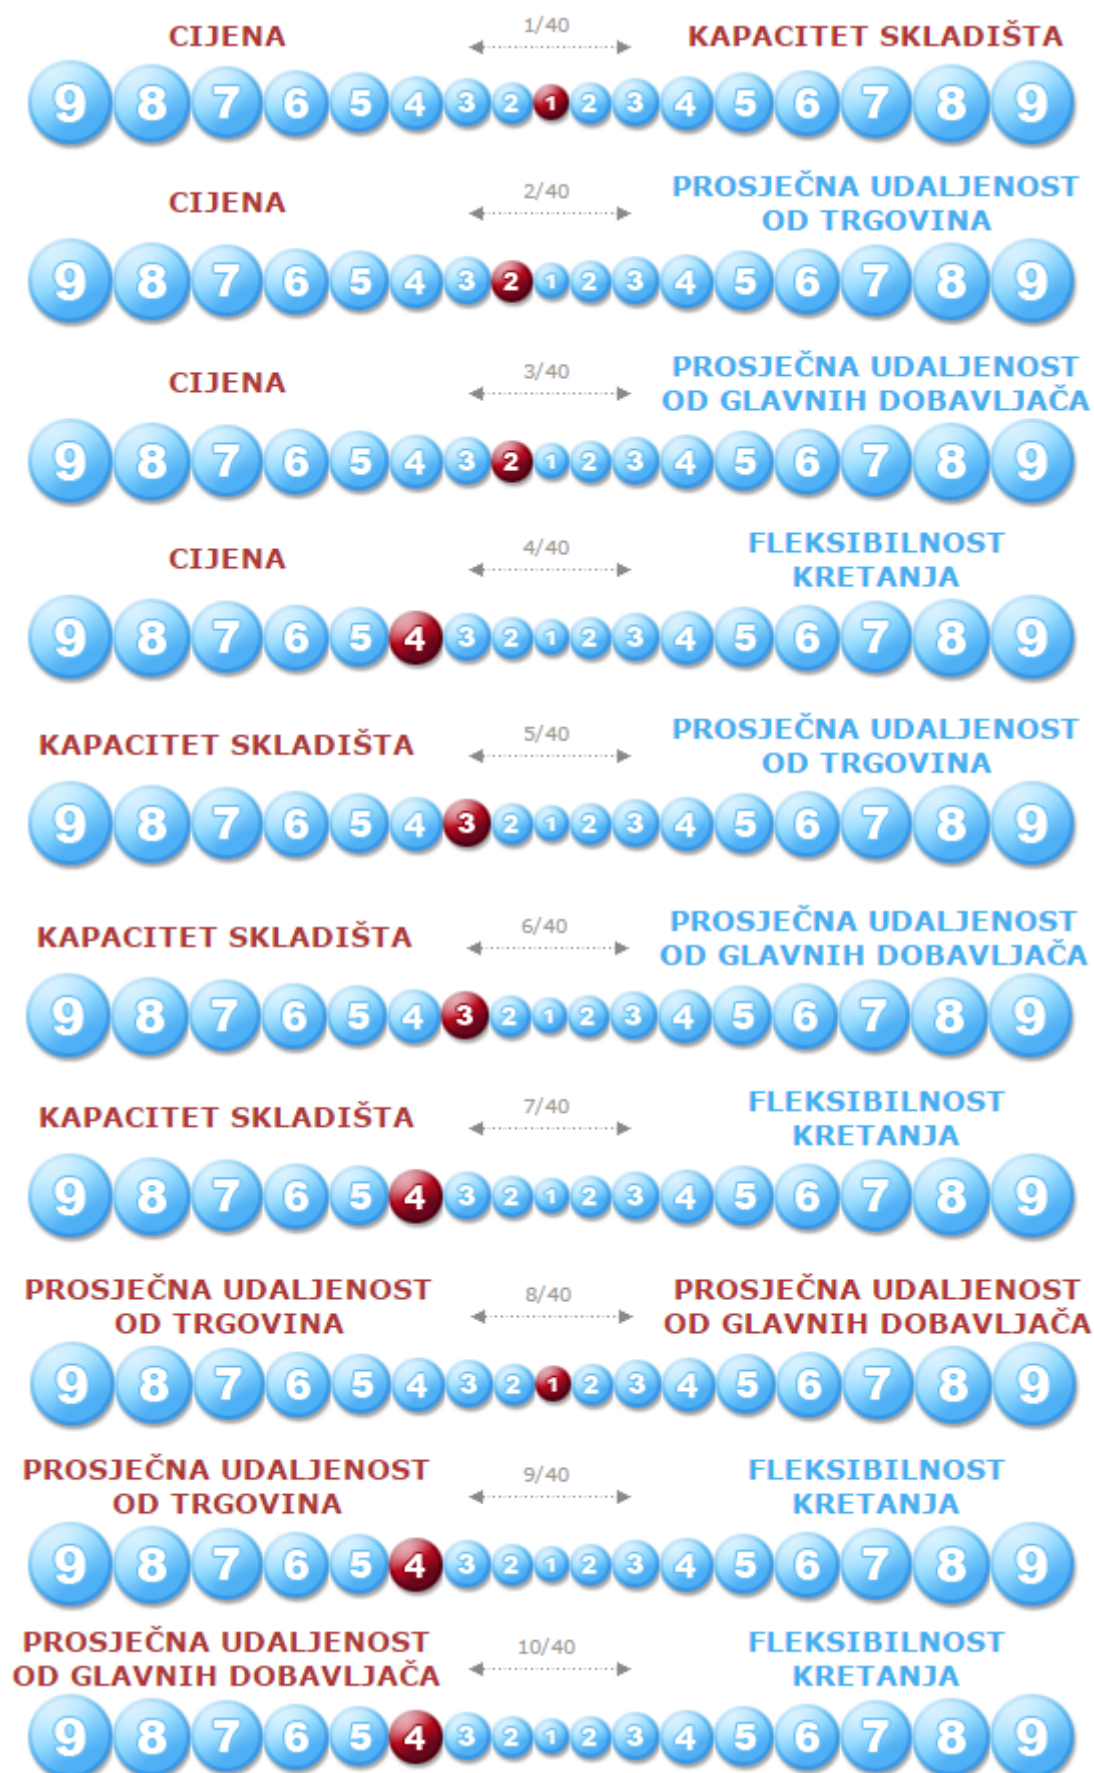 1/40
CIJENA KAPACITET SKLADIŠTA
9 8 7 6 5 4 3 2 1 2 3 4 5 6 7 8 9
PROSJEČNA UDALJENOST
2/40
CIJENA OD TRGOVINA
9 8 7 6 5 4 3 2 1 2 3 4 5 6 7 8 9
PROSJEČNA UDALJENOST
3/40
CIJENA OD GLAVNIH DOBAVLJAČA
9 8 7 6 5 4 3 2 1 2 3 4 5 6 7 8 9
FLEKSIBILNOST
4/40
CIJENA KRETANJA
9 8 7 6 5 4 3 2 1 2 3 4 5 6 7 8 9
PROSJEČNA UDALJENOST
5/40
KAPACITET SKLADIŠTA OD TRGOVINA
9 8 7 6 5 4 3 2 1 2 3 4 5 6 7 8 9
PROSJEČNA UDALJENOST
6/40
KAPACITET SKLADIŠTA OD GLAVNIH DOBAVLJAČA
9 8 7 6 5 4 3 2 1 2 3 4 5 6 7 8 9
FLEKSIBILNOST
7/40
KAPACITET SKLADIŠTA KRETANJA
9 8 7 6 5 4 3 2 1 2 3 4 5 6 7 8 9
PROSJEČNA UDALJENOST 8/40 PROSJEČNA UDALJENOST
OD TRGOVINA OD GLAVNIH DOBAVLJAČA
9 8 7 6 5 4 3 2 1 2 3 4 5 6 7 8 9
PROSJEČNA UDALJENOST 9/40 FLEKSIBILNOST
OD TRGOVINA KRETANJA
9 8 7 6 5 4 3 2 1 2 3 4 5 6 7 8 9
PROSJEČNA UDALJENOST 10/40 FLEKSIBILNOST
OD GLAVNIH DOBAVLJAČA KRETANJA
9 8 7 6 5 4 3 2 1 2 3 4 5 6 7 8 9